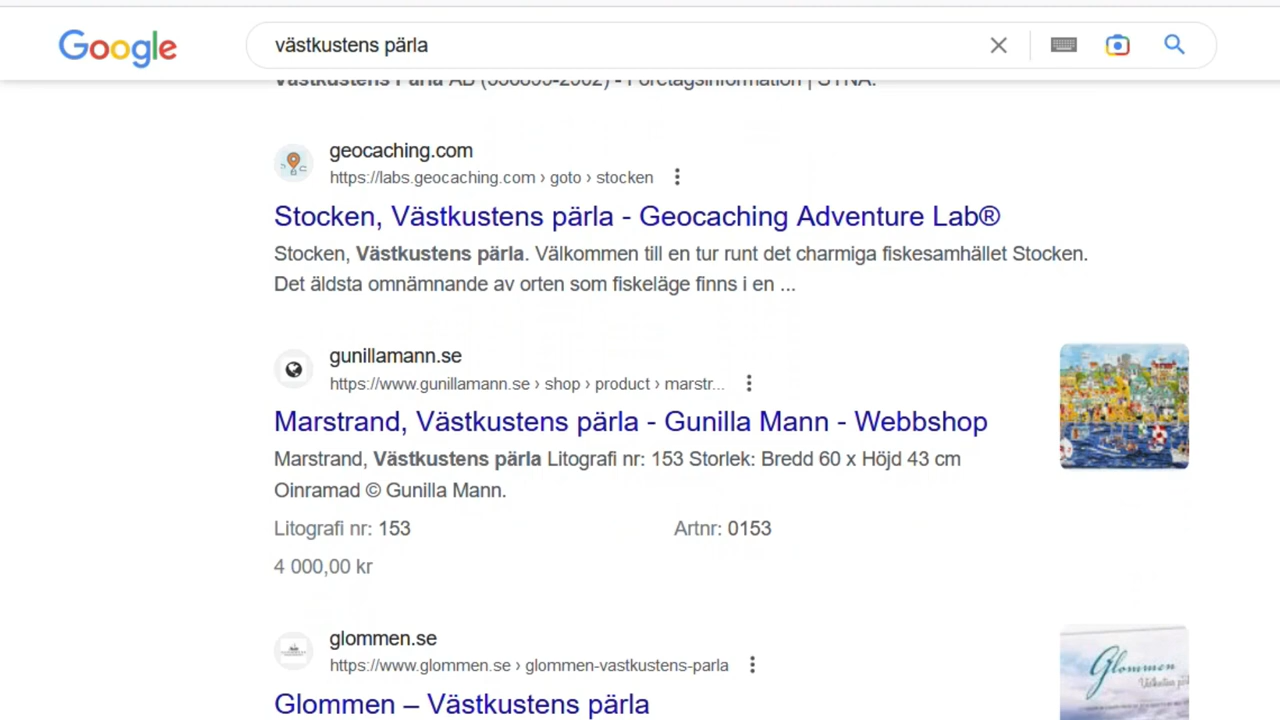 Google
västkustens pärla
Västkustens Pärla AB - Företagsinformation | SYNA.
geocaching.com
https://labs.geocaching.com › goto › stocken
Stocken, Västkustens pärla - Geocaching Adventure Lab®
Stocken, Västkustens pärla. Välkommen till en tur runt det charmiga fiskesamhället Stocken.
Det äldsta omnämnande av orten som fiskeläge finns i en ...
gunillamann.se
https://www.gunillamann.se › shop › product › marstr...
Marstrand, Västkustens pärla - Gunilla Mann - Webbshop
Marstrand, Västkustens pärla Litografi nr: 153 Storlek: Bredd 60 x Höjd 43 cm
Oinramad © Gunilla Mann.
Litografi nr: 153
Artnr: 0153
4 000,00 kr
glommen.se
https://www.glommen.se › glommen-vastkustens-parla
Glommen – Västkustens pärla
Glommen